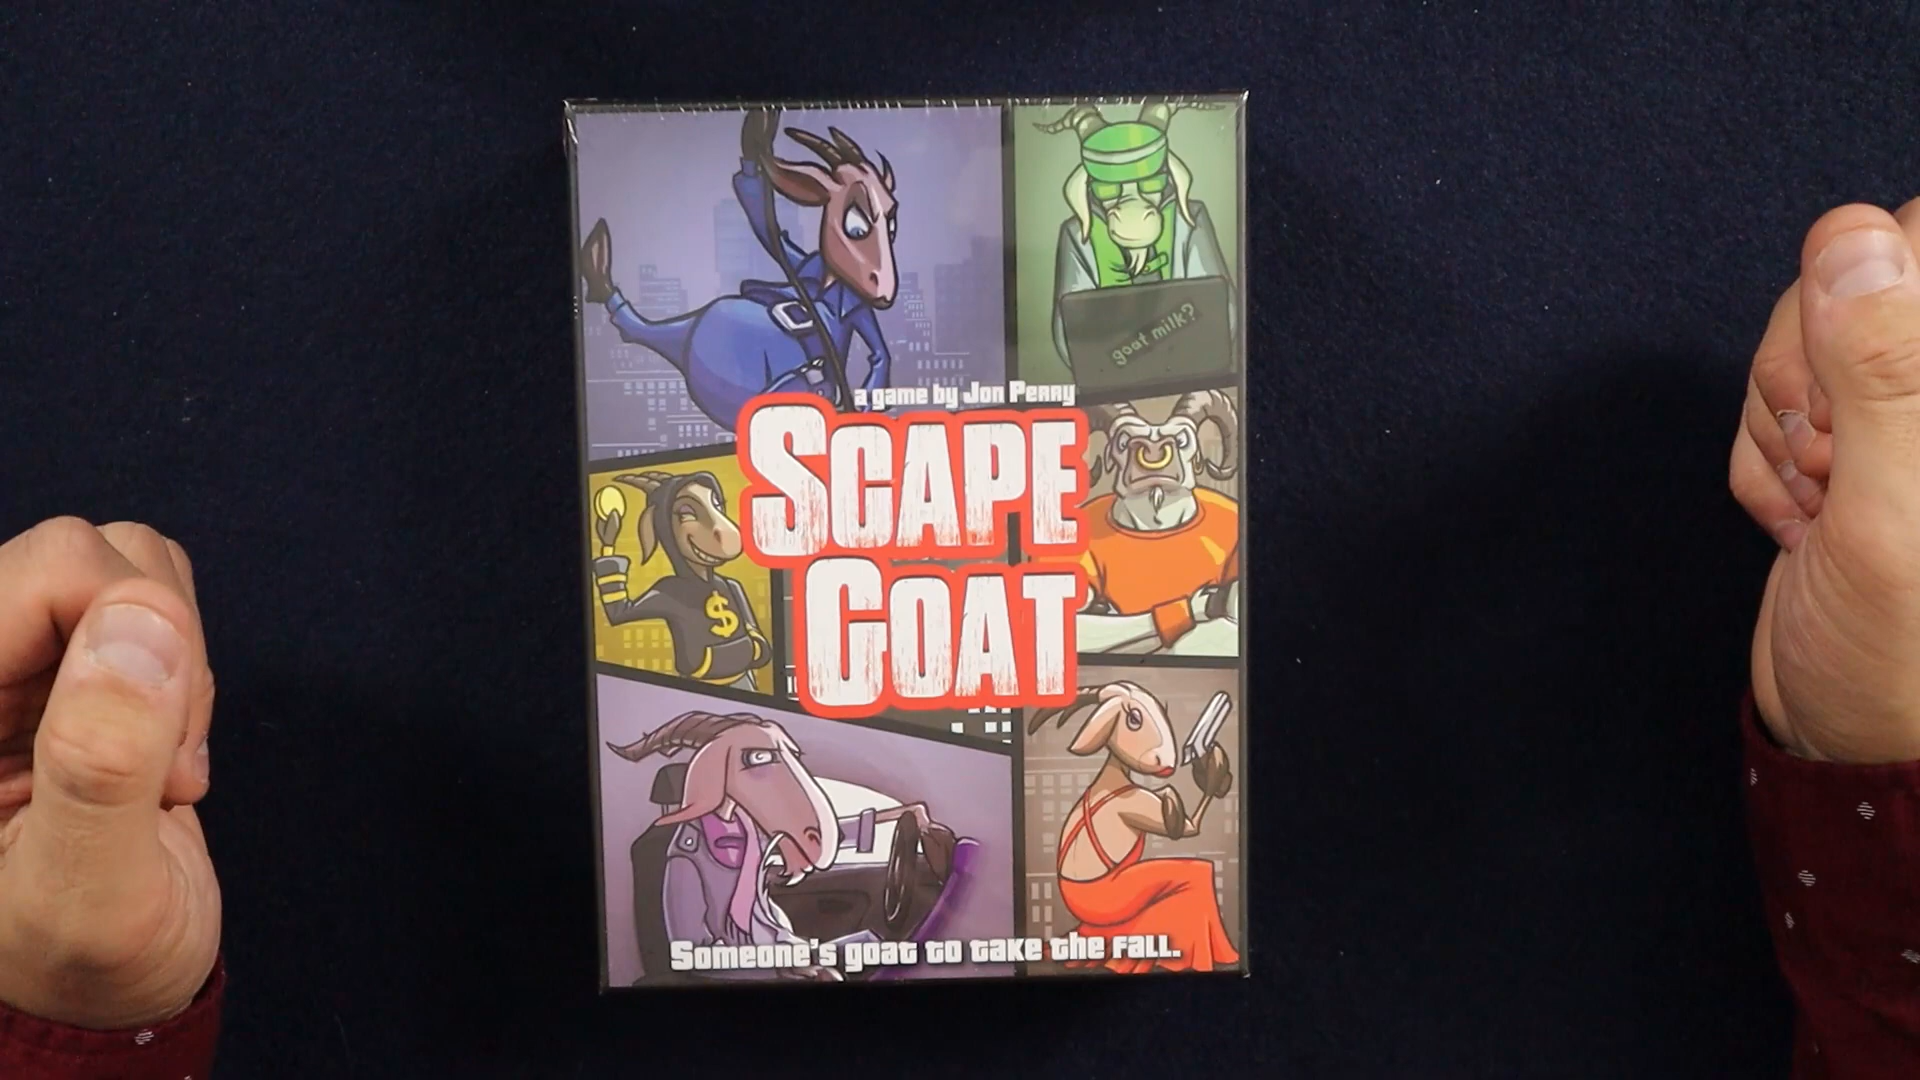 goat milk?
a game by Jon Perry
SCAPE
GOAT
$
Someone's goat to take the fall.